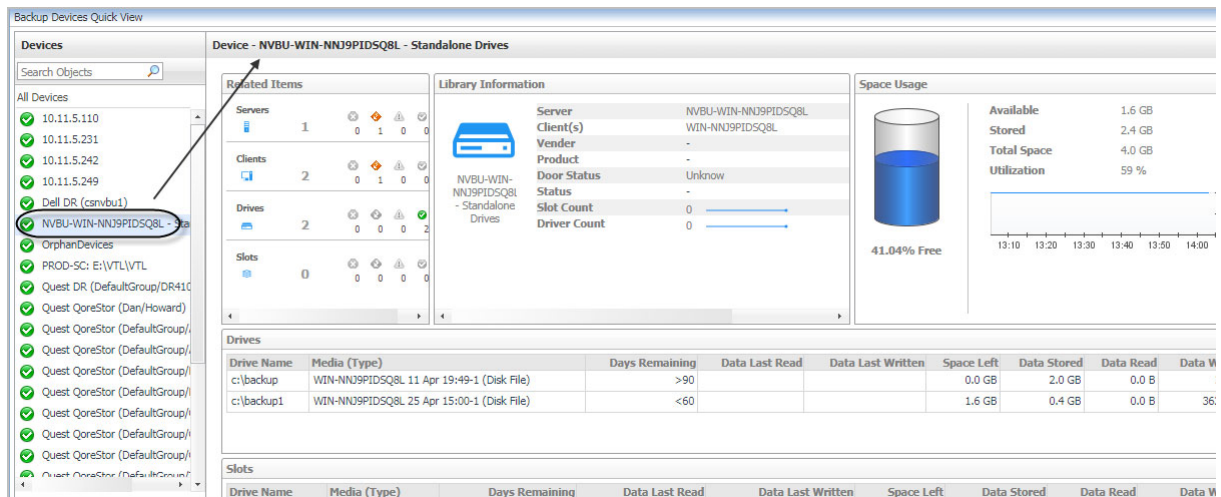 Backup Devices Quick View
Devices
Search Objects
All Devices
10.11.5.110
10.11.5.231
10.11.5.242
10.11.5.249
Dell DR (csnvbu1)
NVBU-WIN-NNJ9PIDSQ8L - Sta
OrphanDevices
PROD-SC: E:\VTL\VTL
Quest DR (DefaultGroup/DR410
Quest QoreStor (Dan/Howard)
Quest QoreStor (DefaultGroup/
Quest QoreStor (DefaultGroup/
Quest QoreStor (DefaultGroup/
Quest QoreStor (DefaultGroup/
Quest QoreStor (DefaultGroup/
Quest QoreStor (DefaultGroup/
Quest QoreStor (DefaultGroup/
Quest QoreStor (DefaultGroup/
Device - NVBU-WIN-NNJ9PIDSQ8L - Standalone Drives
Related Items
Servers
1 0 1 0 0
Clients
2 0 1 0 0
Drives
2 0 0 0 2
Slots
0 0 0 0 0
Library Information
NVBU-WIN-
NNJ9PIDSQ8L
- Standalone
Drives
Server NVBU-WIN-NNJ9PIDSQ8L
Client(s) WIN-NNJ9PIDSQ8L
Vender -
Product -
Door Status Unknow
Status -
Slot Count 0
Driver Count 0
Space Usage
41.04% Free
Available 1.6 GB
Stored 2.4 GB
Total Space 4.0 GB
Utilization 59 %
13:10 13:20 13:30 13:40 13:50 14:00
Drives
Drive Name Media (Type) Days Remaining Data Last Read Data Last Written Space Left Data Stored Data Read Data W
c:\backup WIN-NNJ9PIDSQ8L 11 Apr 19:49-1 (Disk File) >90 0.0 GB 2.0 GB 0.0 B
c:\backup1 WIN-NNJ9PIDSQ8L 25 Apr 15:00-1 (Disk File) <60 1.6 GB 0.4 GB 0.0 B 36
Slots
Drive Name Media (Type) Days Remaining Data Last Read Data Last Written Space Left Data Stored Data Read Data W